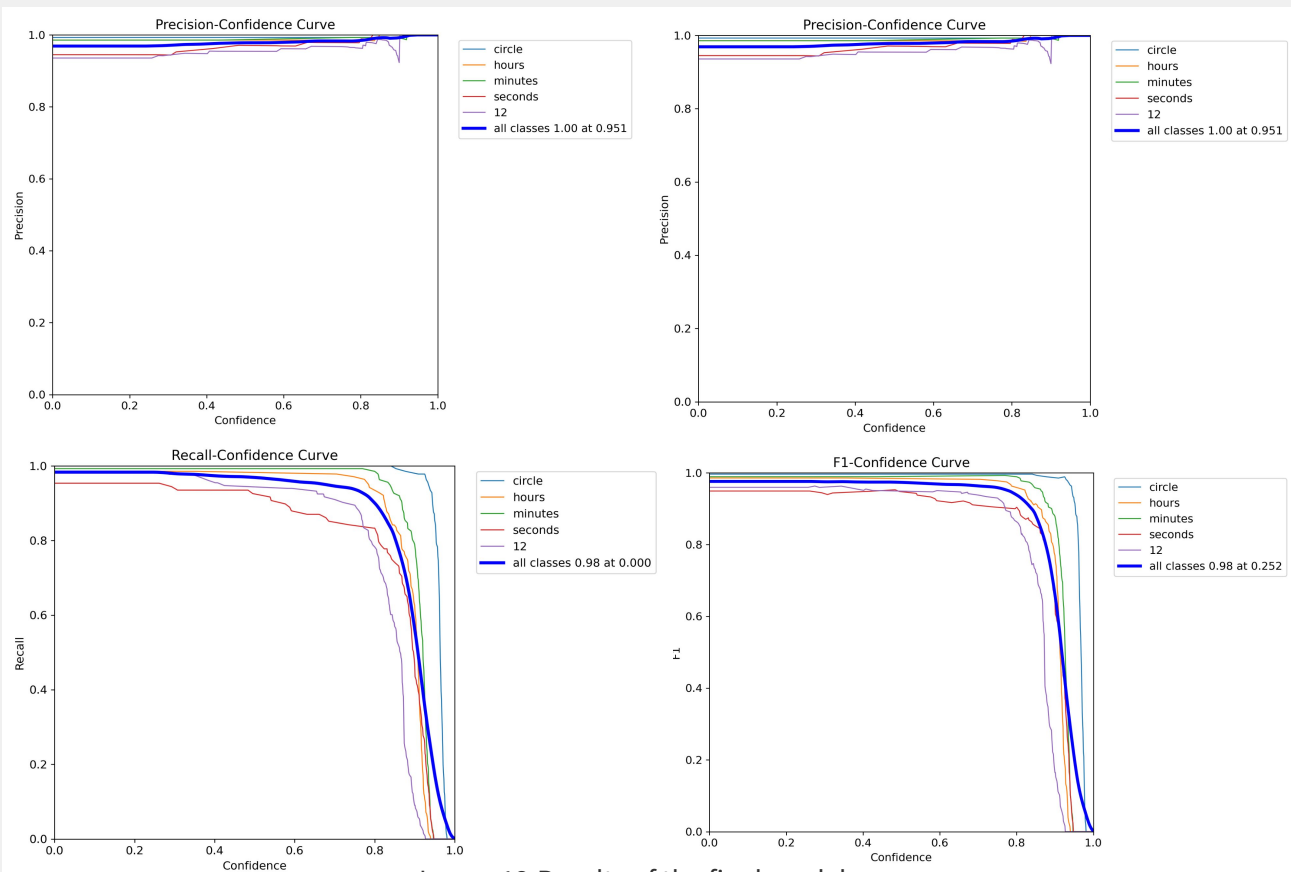 Precision-Confidence Curve
1.0
0.8
0.6
0.4
0.2
0.0
Precision
0.0 0.2 0.4 0.6 0.8 1.0
Confidence
circle
hours
minutes
seconds
12
all classes 1.00 at 0.951
Precision-Confidence Curve
1.0
0.8
0.6
0.4
0.2
0.0
Precision
0.0 0.2 0.4 0.6 0.8 1.0
Confidence
circle
hours
minutes
seconds
12
all classes 1.00 at 0.951
Recall-Confidence Curve
1.0
0.8
0.6
0.4
0.2
0.0
Recall
0.0 0.2 0.4 0.6 0.8 1.0
Confidence
circle
hours
minutes
seconds
12
all classes 0.98 at 0.000
F1-Confidence Curve
1.0
0.8
0.6
0.4
0.2
0.0
F1
0.0 0.2 0.4 0.6 0.8 1.0
Confidence
circle
hours
minutes
seconds
12
all classes 0.98 at 0.252
Results of the final model